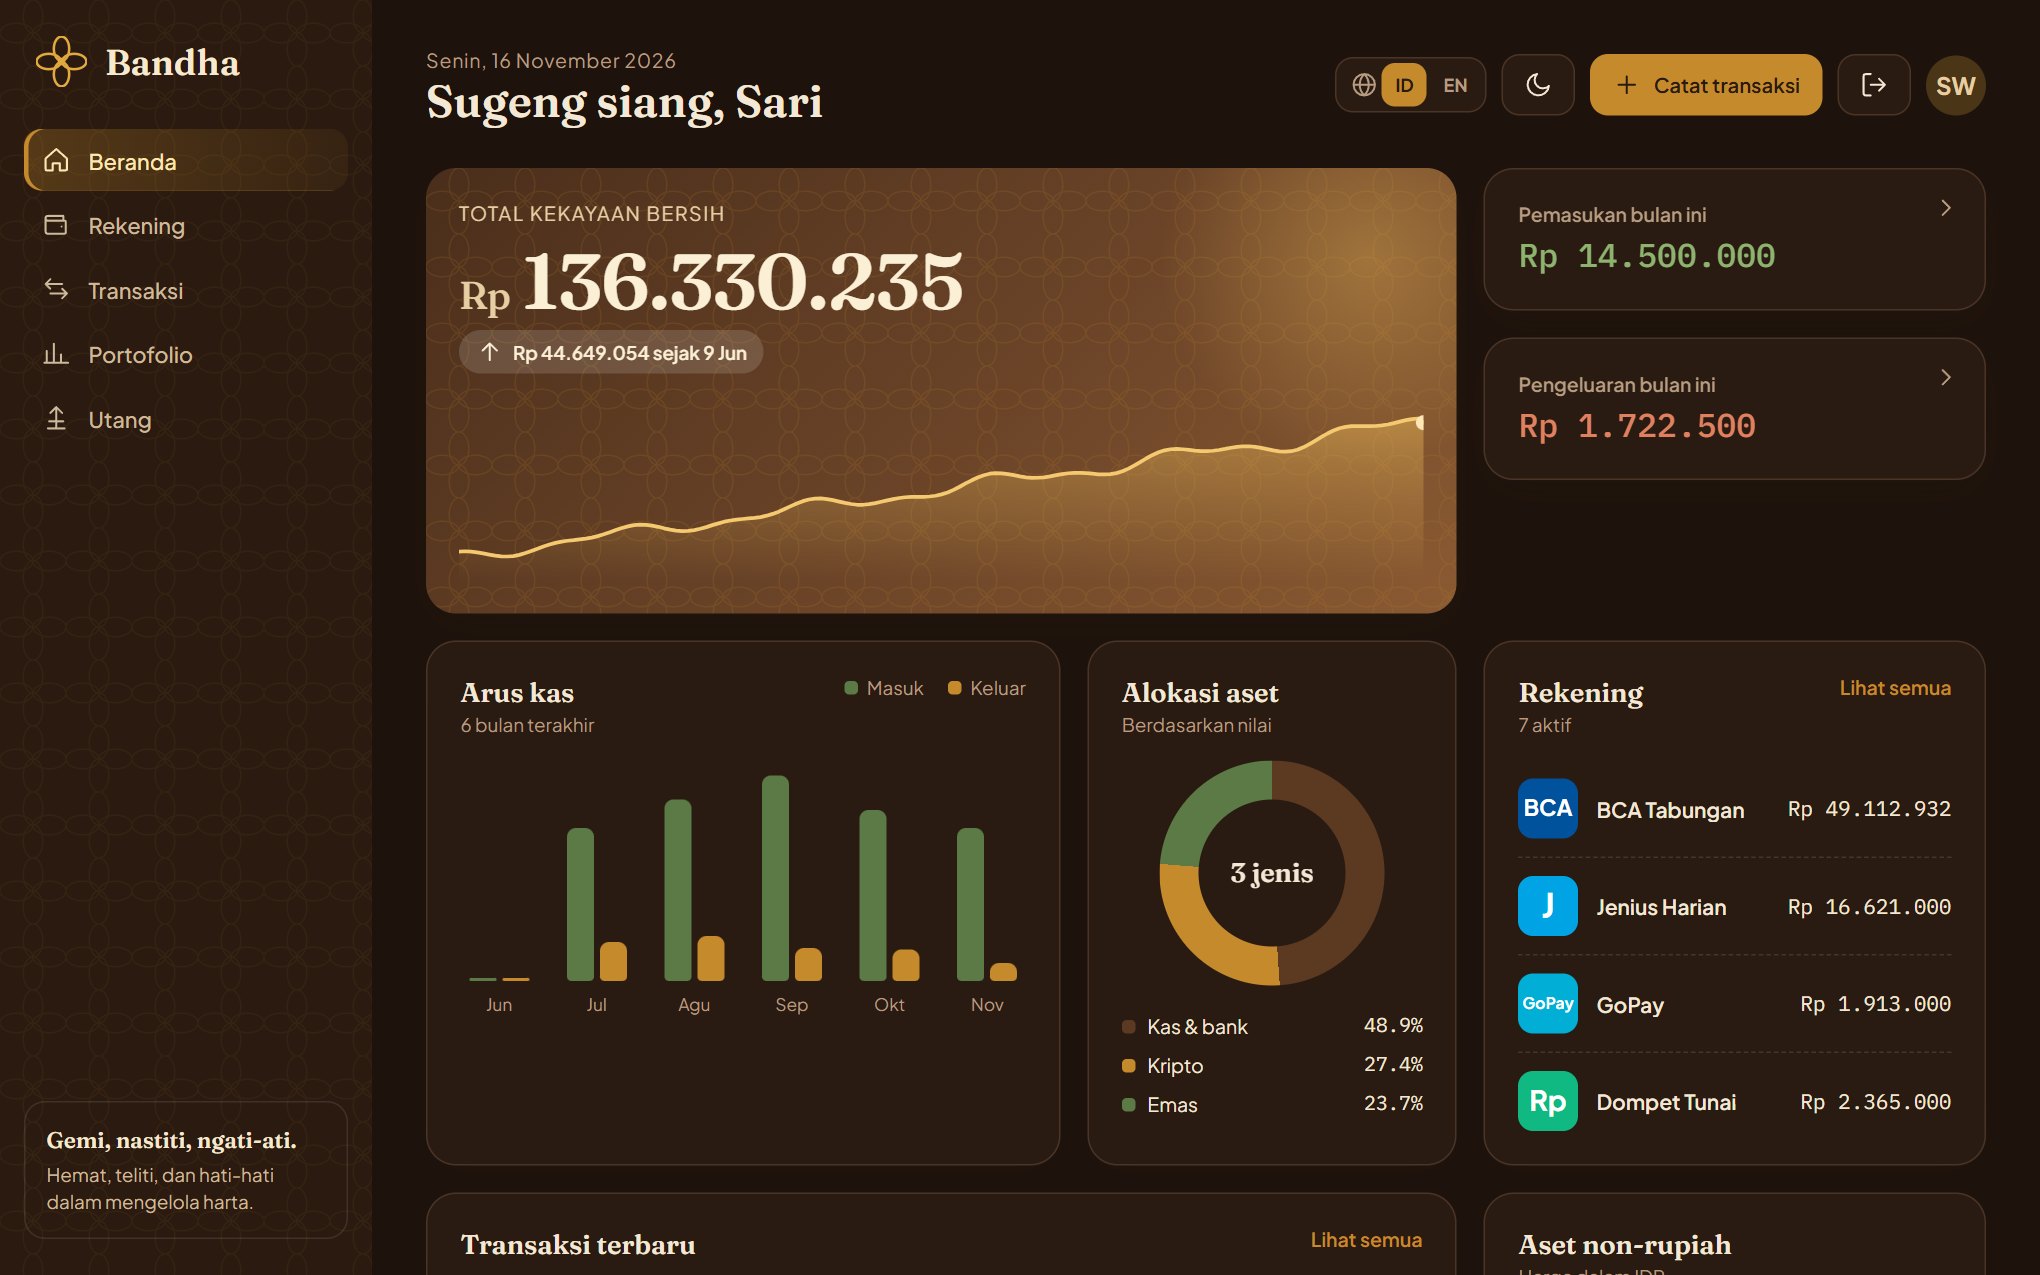 Bandha
Beranda
Rekening
Transaksi
Portofolio
Utang
Gemi, nastiti, ngati-ati.
Hemat, teliti, dan hati-hati
dalam mengelola harta.
Senin, 16 November 2026
Sugeng siang, Sari
ID EN
Catat transaksi
SW
TOTAL KEKAYAAN BERSIH
Rp 136.330.235
Rp 44.649.054 sejak 9 Jun
Pemasukan bulan ini
Rp 14.500.000
Pengeluaran bulan ini
Rp 1.722.500
Arus kas
6 bulan terakhir
Masuk Keluar
Jun Jul Agu Sep Okt Nov
Alokasi aset
Berdasarkan nilai
3 jenis
Kas & bank 48.9%
Kripto 27.4%
Emas 23.7%
Rekening
Lihat semua
7 aktif
BCA BCA Tabungan Rp 49.112.932
J Jenius Harian Rp 16.621.000
GoPay GoPay Rp 1.913.000
Rp Dompet Tunai Rp 2.365.000
Transaksi terbaru
Lihat semua
Aset non-rupiah